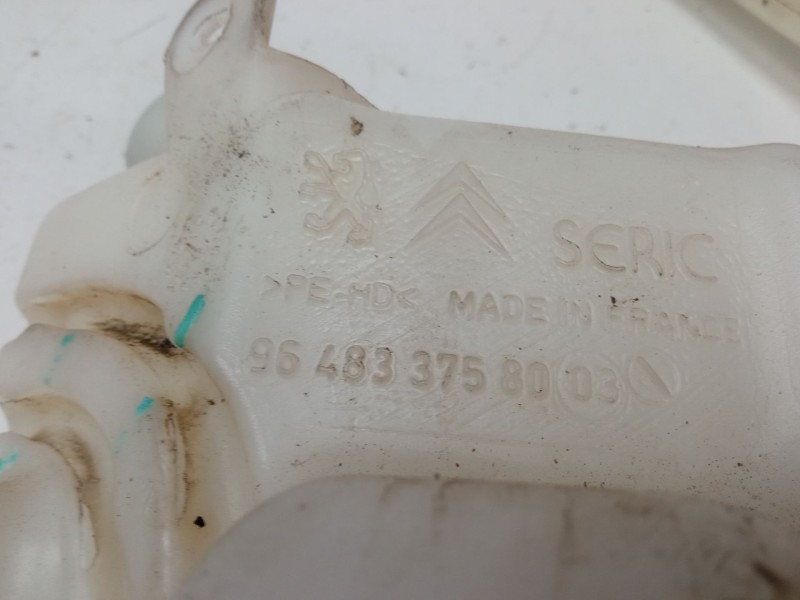 SERIC
>PE-HD< MADE IN FRANCE
96 483 375 80 03